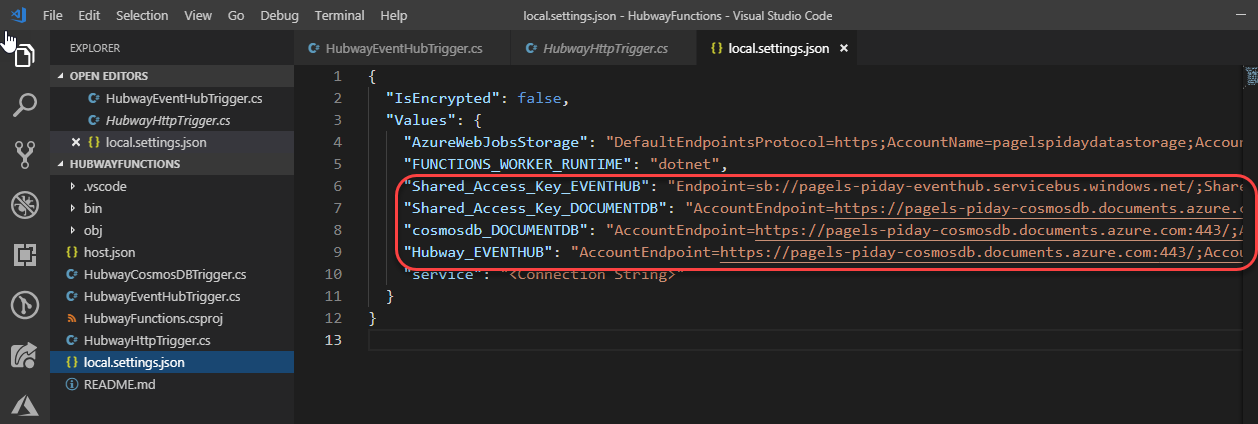 File Edit Selection View Go Debug Terminal Help local.settings.json - HubwayFunctions - Visual Studio Code
EXPLORER
OPEN EDITORS
HubwayEventHubTrigger.cs
HubwayHttpTrigger.cs
local.settings.json
HUBWAYFUNCTIONS
.vscode
bin
obj
host.json
HubwayCosmosDBTrigger.cs
HubwayEventHubTrigger.cs
HubwayFunctions.csproj
HubwayHttpTrigger.cs
local.settings.json
README.md
HubwayEventHubTrigger.cs HubwayHttpTrigger.cs local.settings.json
1 {
2 "IsEncrypted": false,
3 "Values": {
4 "AzureWebJobsStorage": "DefaultEndpointsProtocol=https;AccountName=pagelspidaydatastorage;Accoun
5 "FUNCTIONS_WORKER_RUNTIME": "dotnet",
6 "Shared_Access_Key_EVENTHUB": "Endpoint=sb://pagels-piday-eventhub.servicebus.windows.net/;Share
7 "Shared_Access_Key_DOCUMENTDB": "AccountEndpoint=https://pagels-piday-cosmosdb.documents.azure.c
8 "cosmosdb_DOCUMENTDB": "AccountEndpoint=https://pagels-piday-cosmosdb.documents.azure.com:443/;A
9 "Hubway_EVENTHUB": "AccountEndpoint=https://pagels-piday-cosmosdb.documents.azure.com:443/;Accou
10 "service": "<Connection String>"
11 }
12 }
13